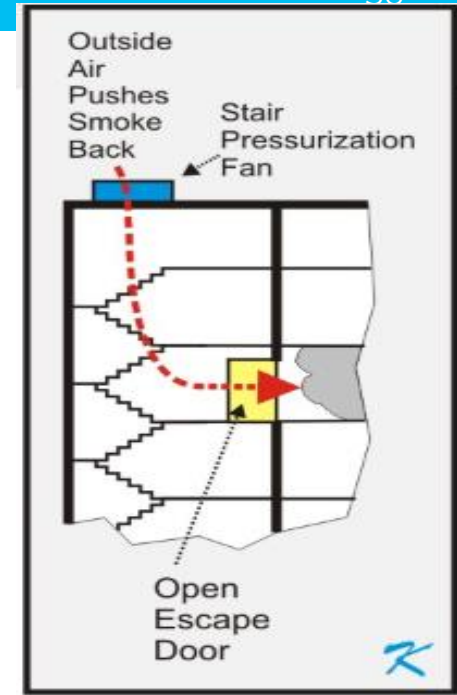 Outside
Air
Pushes
Smoke
Back
Stair
Pressurization
Fan
Open
Escape
Door
K